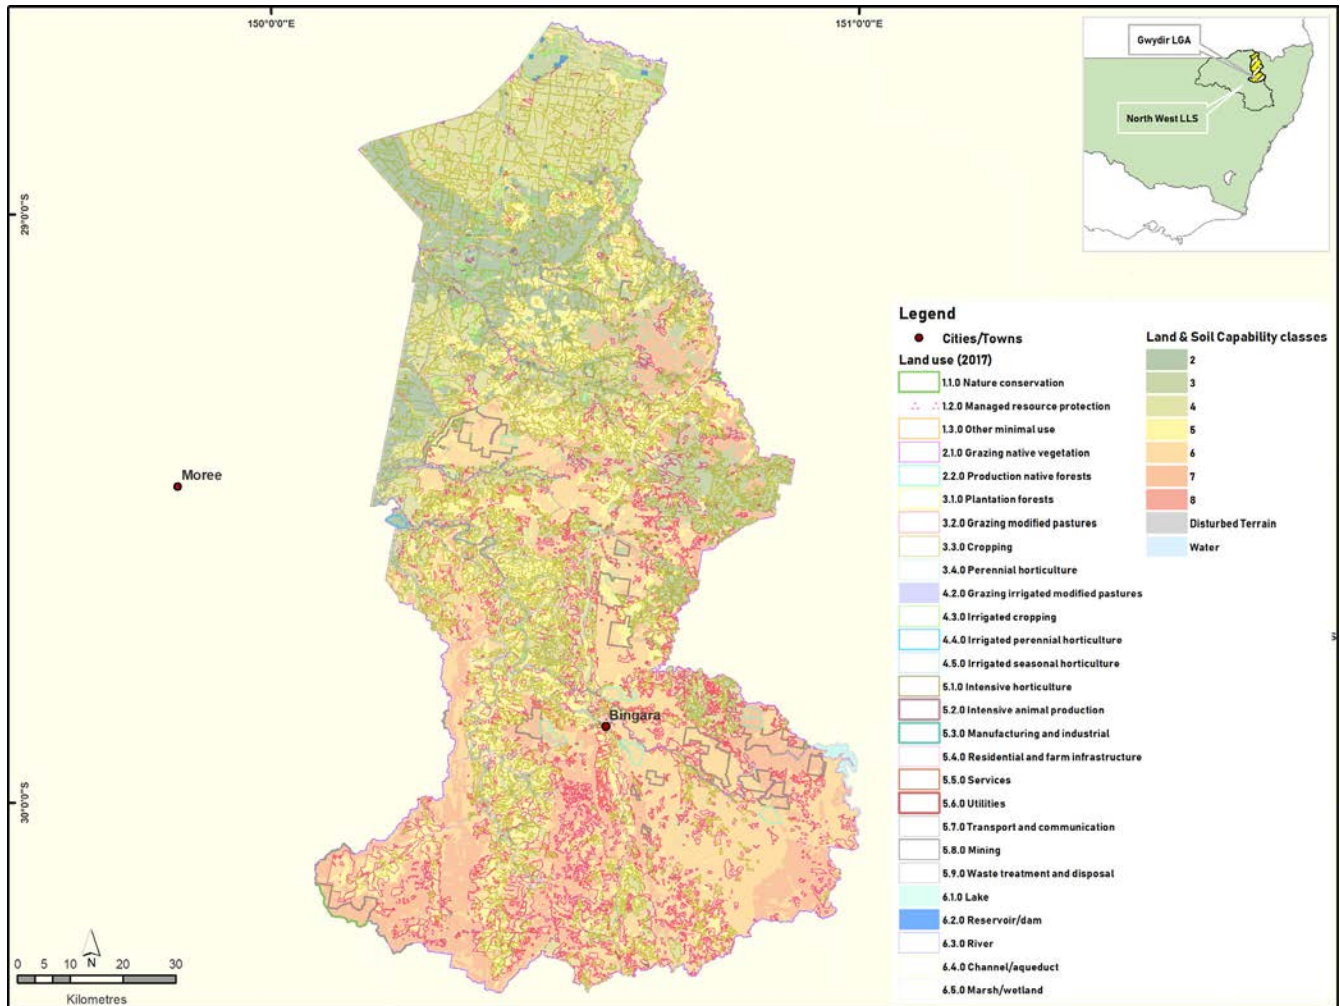 150°0'0"E
151°0'0"E
29°0'0"S
30°0'0"S
Gwydir LGA
North West LLS
Moree
Bingara
0 5 10 20 30
Kilometres
N
Legend
Cities/Towns
Land use (2017)
1.1.0 Nature conservation
1.2.0 Managed resource protection
1.3.0 Other minimal use
2.1.0 Grazing native vegetation
2.2.0 Production native forests
3.1.0 Plantation forests
3.2.0 Grazing modified pastures
3.3.0 Cropping
3.4.0 Perennial horticulture
4.2.0 Grazing irrigated modified pastures
4.3.0 Irrigated cropping
4.4.0 Irrigated perennial horticulture
4.5.0 Irrigated seasonal horticulture
5.1.0 Intensive horticulture
5.2.0 Intensive animal production
5.3.0 Manufacturing and industrial
5.4.0 Residential and farm infrastructure
5.5.0 Services
5.6.0 Utilities
5.7.0 Transport and communication
5.8.0 Mining
5.9.0 Waste treatment and disposal
6.1.0 Lake
6.2.0 Reservoir/dam
6.3.0 River
6.4.0 Channel/aqueduct
6.5.0 Marsh/wetland
Land & Soil Capability classes
2
3
4
5
6
7
8
Disturbed Terrain
Water